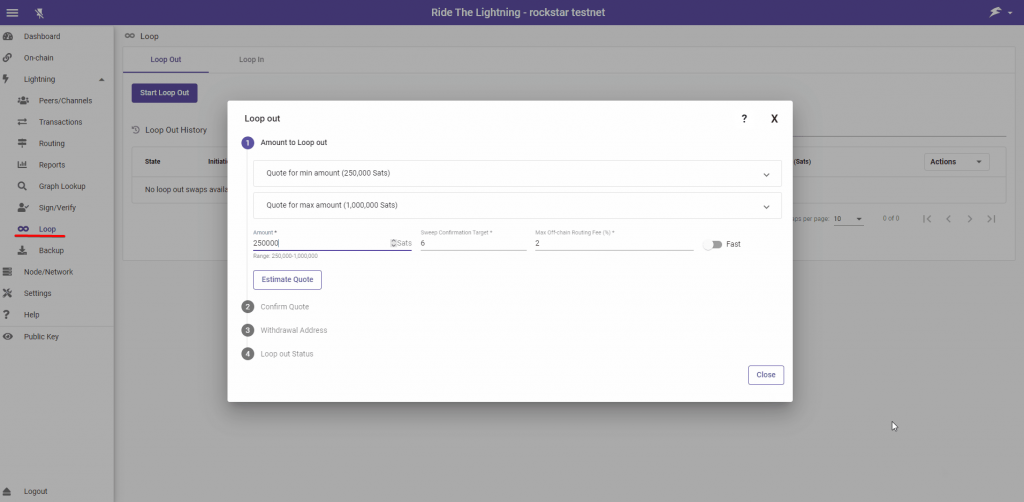 Ride The Lightning - rockstar testnet
Dashboard
On-chain
Lightning
Peers/Channels
Transactions
Routing
Reports
Graph Lookup
Sign/Verify
Loop
Backup
Node/Network
Settings
Help
Public Key
Logout
Loop
Loop Out
Loop In
Start Loop Out
Loop Out History
State
(Sats)
Actions
No loop out swaps
per page:
10
0 of 0
Loop out
?
X
1
Amount to Loop out
Quote for min amount (250,000 Sats)
Quote for max amount (1,000,000 Sats)
Amount *
250000
Sats
Range: 250,000-1,000,000
Sweep Confirmation Target *
6
Max Off-chain Routing Fee (%) *
2
Fast
Estimate Quote
2
Confirm Quote
3
Withdrawal Address
4
Loop out Status
Close